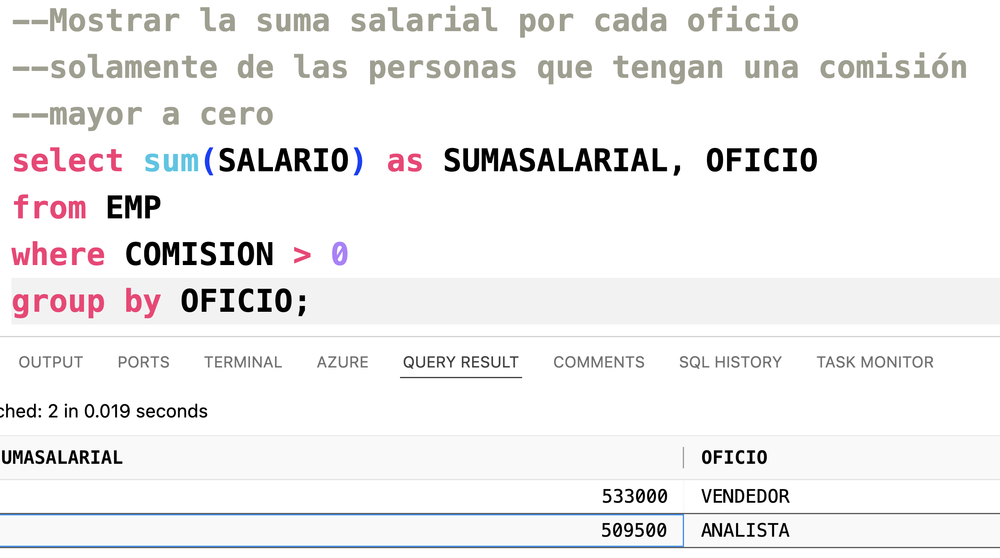 --Mostrar la suma salarial por cada oficio
--solamente de las personas que tengan una comisión
--mayor a cero
select sum(SALARIO) as SUMASALARIAL, OFICIO
from EMP
where COMISION > 0
group by OFICIO;
OUTPUT PORTS TERMINAL AZURE QUERY RESULT COMMENTS SQL HISTORY TASK MONITOR
ched: 2 in 0.019 seconds
UMASALARIAL OFICIO
533000 VENDEDOR
509500 ANALISTA